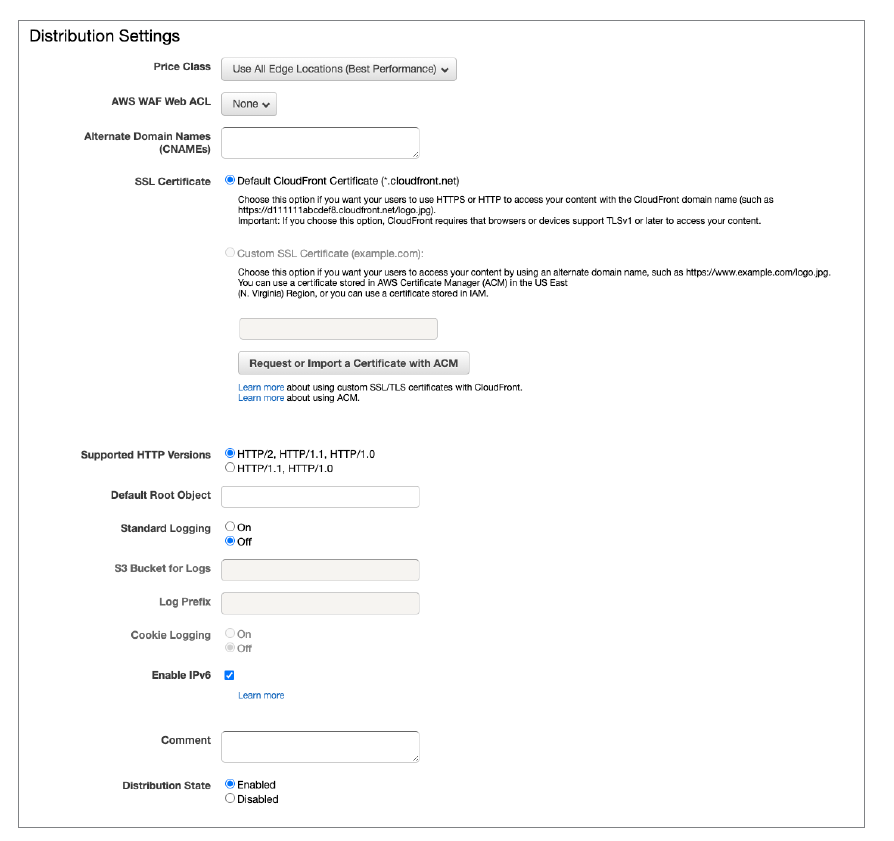 Distribution Settings
Price Class
Use All Edge Locations (Best Performance)
AWS WAF Web ACL
None
Alternate Domain Names
(CNAMEs)
SSL Certificate
Default CloudFront Certificate (*.cloudfront.net)
Choose this option if you want your users to use HTTPS or HTTP to access your content with the CloudFront domain name (such as
https://d111111abcdef8.cloudfront.net/logo.jpg).
Important: If you choose this option, CloudFront requires that browsers or devices support TLSv1 or later to access your content.
Custom SSL Certificate (example.com):
Choose this option if you want your users to access your content by using an alternate domain name, such as https://www.example.com/logo.jpg.
You can use a certificate stored in AWS Certificate Manager (ACM) in the US East
(N. Virginia) Region, or you can use a certificate stored in IAM.
Request or Import a Certificate with ACM
Learn more about using custom SSL/TLS certificates with CloudFront.
Learn more about using ACM.
Supported HTTP Versions
HTTP/2, HTTP/1.1, HTTP/1.0
HTTP/1.1, HTTP/1.0
Default Root Object
Standard Logging
On
Off
S3 Bucket for Logs
Log Prefix
Cookie Logging
On
Off
Enable IPv6
Learn more
Comment
Distribution State
Enabled
Disabled